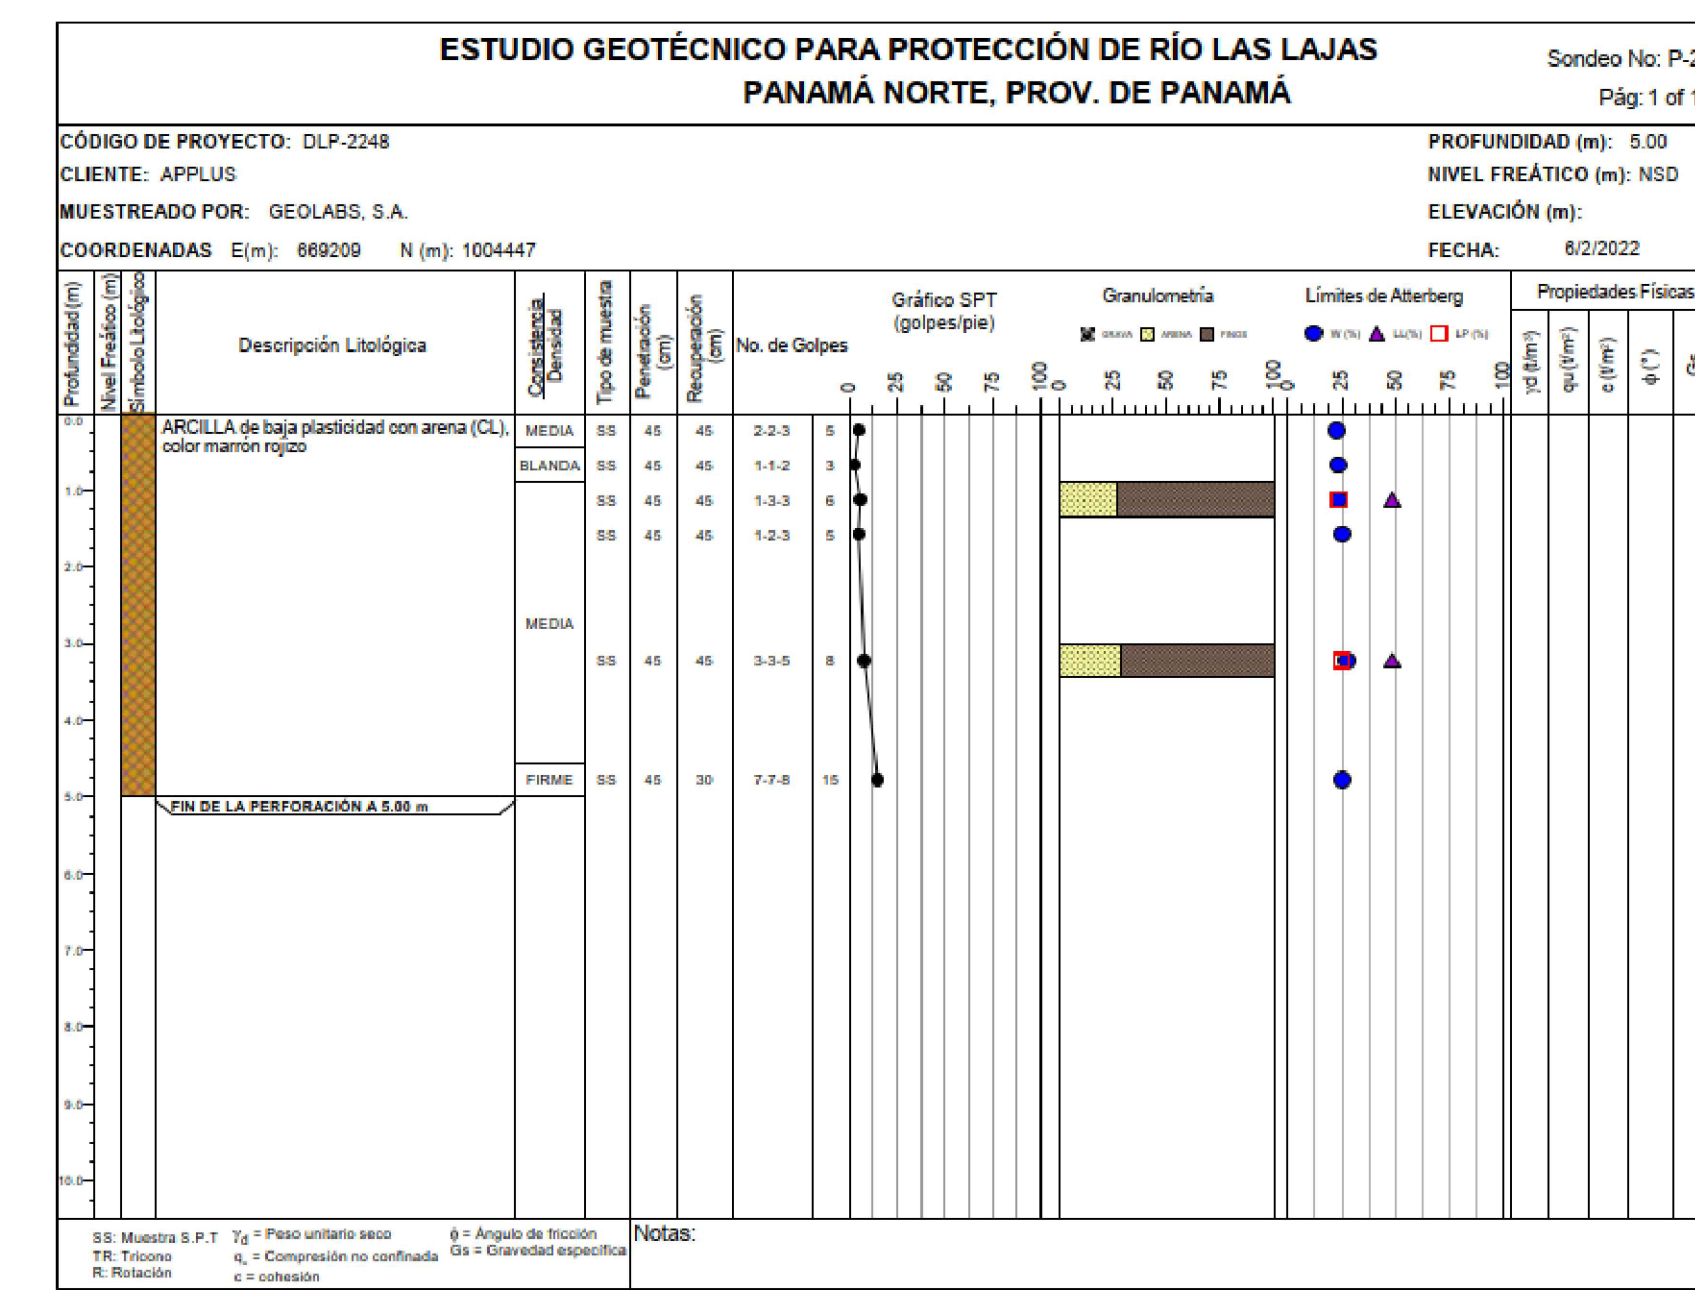 ESTUDIO GEOTÉCNICO PARA PROTECCIÓN DE RÍO LAS LAJAS
PANAMÁ NORTE, PROV. DE PANAMÁ
Sondeo No: P-2
Pág: 1 of 1
CÓDIGO DE PROYECTO: DLP-2248
CLIENTE: APPLUS
MUESTREADO POR: GEOLABS, S.A.
COORDENADAS E(m): 669209 N (m): 1004447
PROFUNDIDAD (m): 5.00
NIVEL FREÁTICO (m): NSD
ELEVACIÓN (m):
FECHA: 6/2/2022
Profundidad (m)
Nivel Freático (m)
Símbolo Litológico
Descripción Litológica
Consistencia
Densidad
Tipo de muestra
Penetración
(cm)
Recuperación
(cm)
No. de Golpes
Gráfico SPT
(golpes/pie)
0 25 50 75 100
Granulometría
GRAVA ARENA FINOS
0 25 50 75 100
Límites de Atterberg
W (%) LL(%) LP (%)
0 25 50 75 100
Propiedades Físicas
γd (t/m³)
qu (t/m²)
c (t/m²)
ϕ (°)
0.0
ARCILLA de baja plasticidad con arena (CL),
color marrón rojizo
MEDIA SS 45 45 2-2-3 5
BLANDA SS 45 45 1-1-2 3
1.0
SS 45 45 1-3-3 6
SS 45 45 1-2-3 5
2.0
MEDIA
3.0
SS 45 45 3-3-5 8
4.0
FIRME SS 45 30 7-7-8 15
5.0
FIN DE LA PERFORACIÓN A 5.00 m
6.0
7.0
8.0
9.0
10.0
SS: Muestra S.P.T
TR: Tricono
R: Rotación
γd = Peso unitario seco
qu = Compresión no confinada
c = cohesión
ϕ = Ángulo de fricción
Gs = Gravedad específica
Notas: